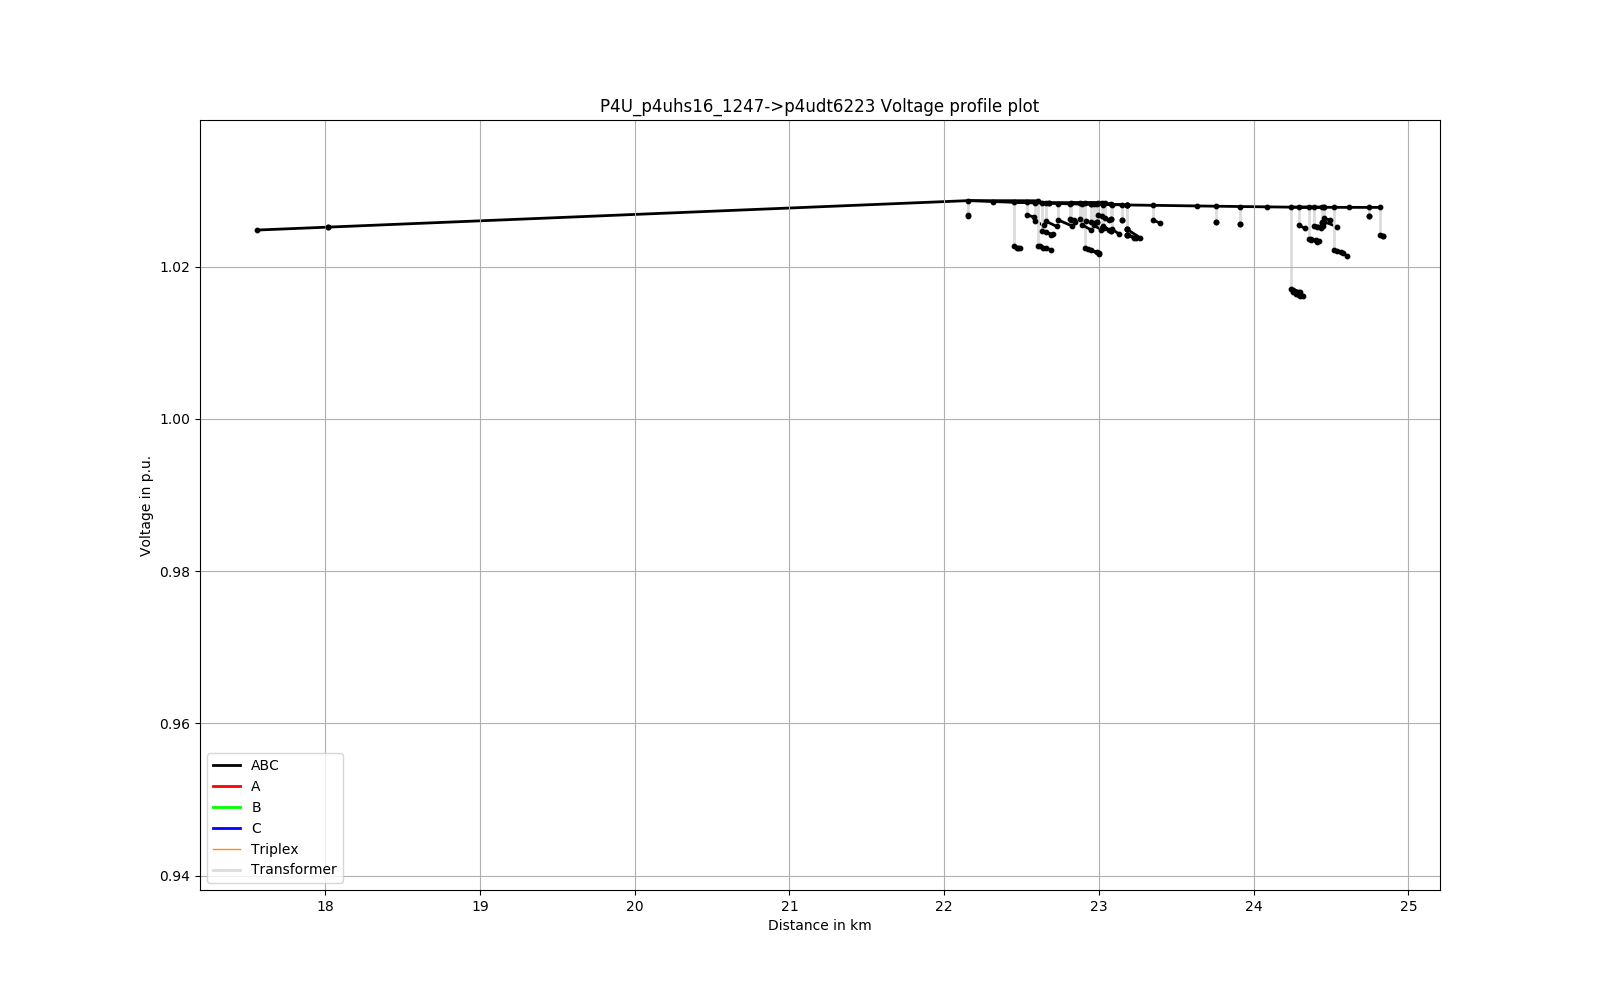 P4U_p4uhs16_1247->p4udt6223 Voltage profile plot
Voltage in p.u.
1.02
1.00
0.98
0.96
0.94
ABC
A
B
C
Triplex
Transformer
18 19 20 21 22 23 24 25
Distance in km